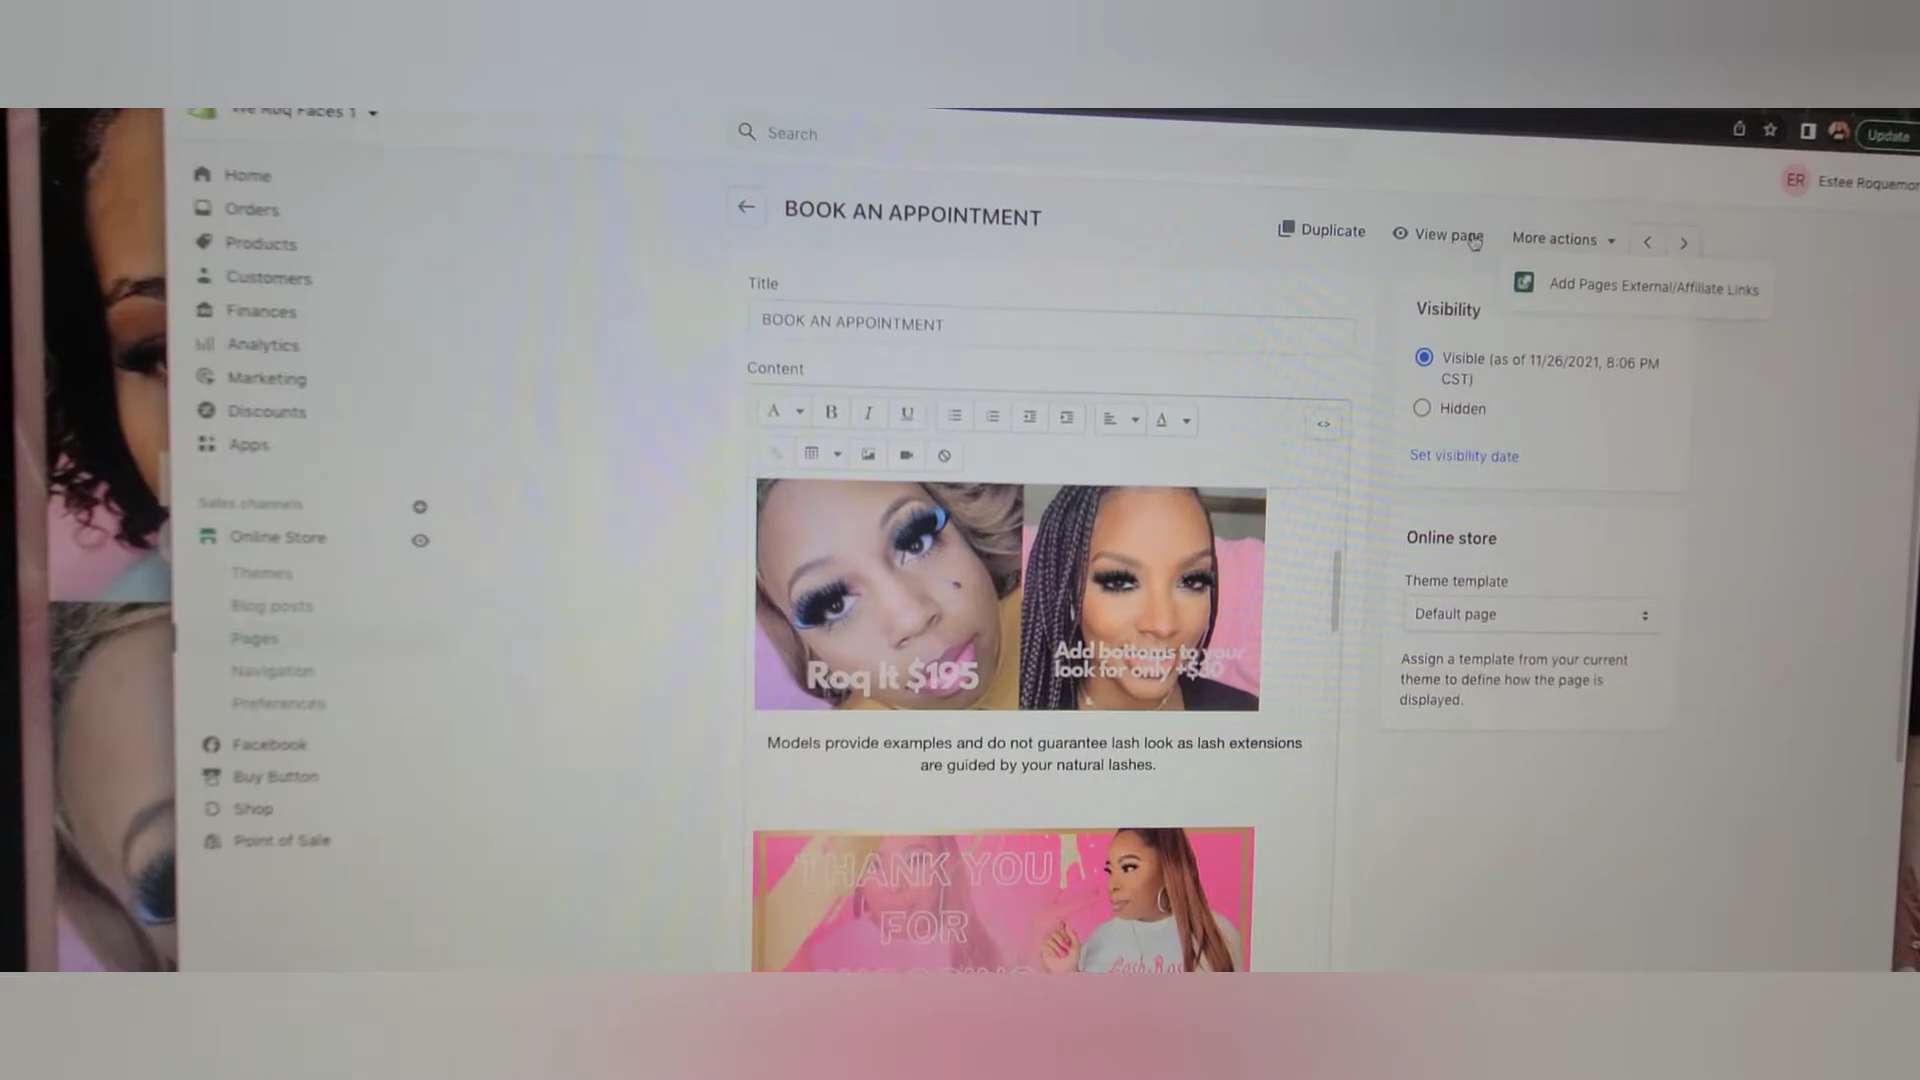 We Roq Faces 1
Search
Update
ER Estee Roquemor
Home
Orders
Products
Customers
Finances
Analytics
Marketing
Discounts
Apps
Sales channels
Online Store
Themes
Blog posts
Pages
Navigation
Preferences
Facebook
Buy Button
Shop
Point of Sale
BOOK AN APPOINTMENT
Duplicate
View page
More actions
Add Pages External/Affiliate Links
Title
BOOK AN APPOINTMENT
Content
A
B
I
U
A
<>
Roq It $195
Add bottoms to your
look for only +$30
Models provide examples and do not guarantee lash look as lash extensions
are guided by your natural lashes.
THANK YOU
FOR
Visibility
Visible (as of 11/26/2021, 8:06 PM
CST)
Hidden
Set visibility date
Online store
Theme template
Default page
Assign a template from your current
theme to define how the page is
displayed.